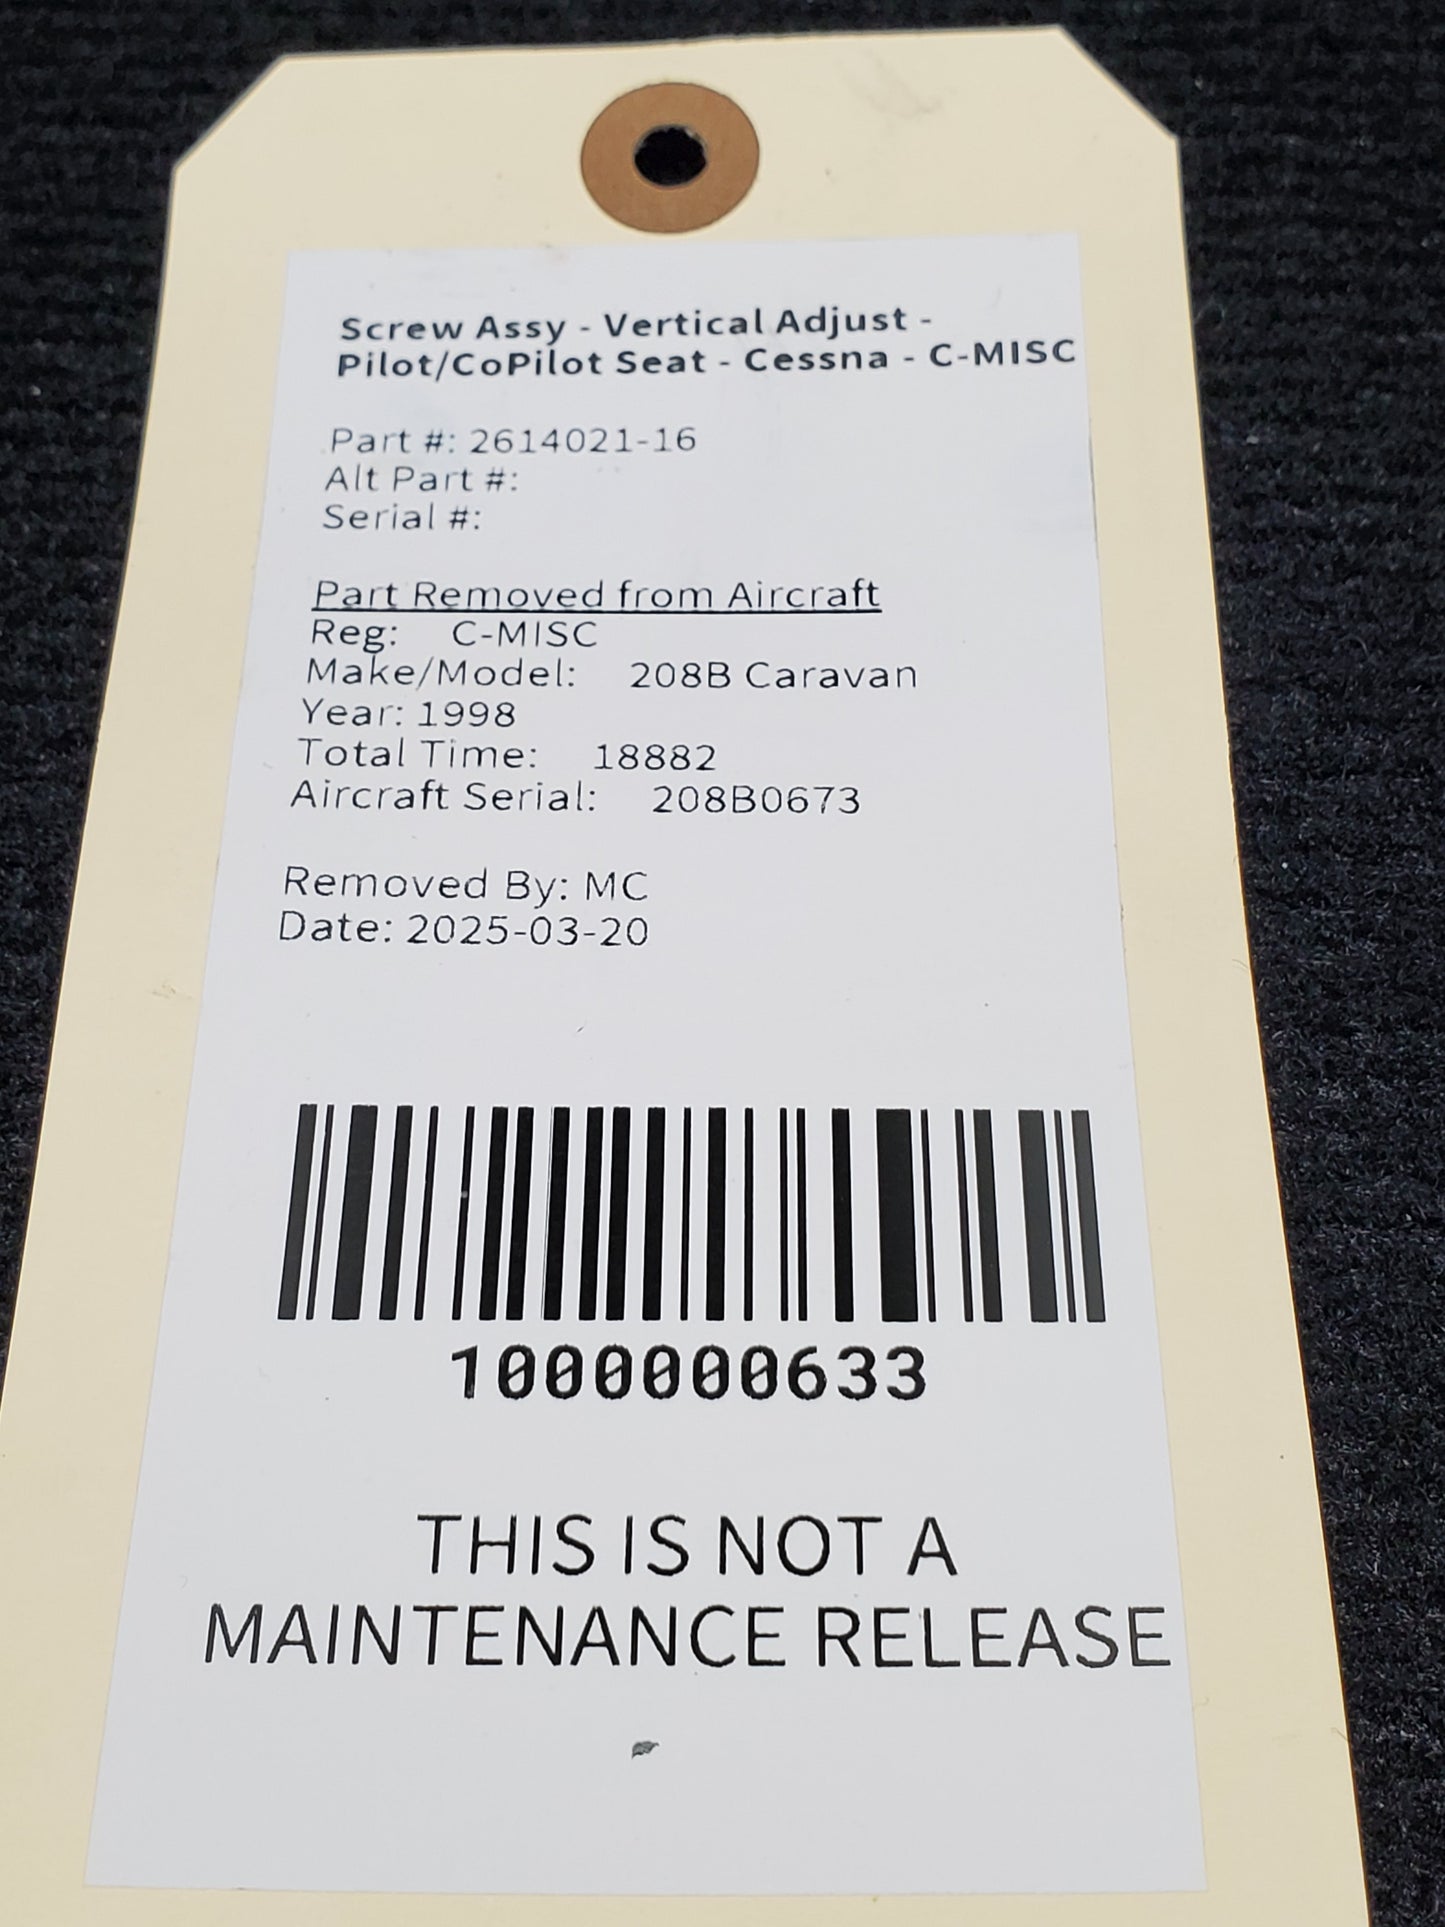 Screw Assy - Vertical Adjust -
Pilot/CoPilot Seat - Cessna - C-MISC
Part #: 2614021-16
Alt Part #:
Serial #:
Part Removed from Aircraft
Reg: C-MISC
Make/Model: 208B Caravan
Year: 1998
Total Time: 18882
Aircraft Serial: 208B0673
Removed By: MC
Date: 2025-03-20
1000000633
THIS IS NOT A
MAINTENANCE RELEASE